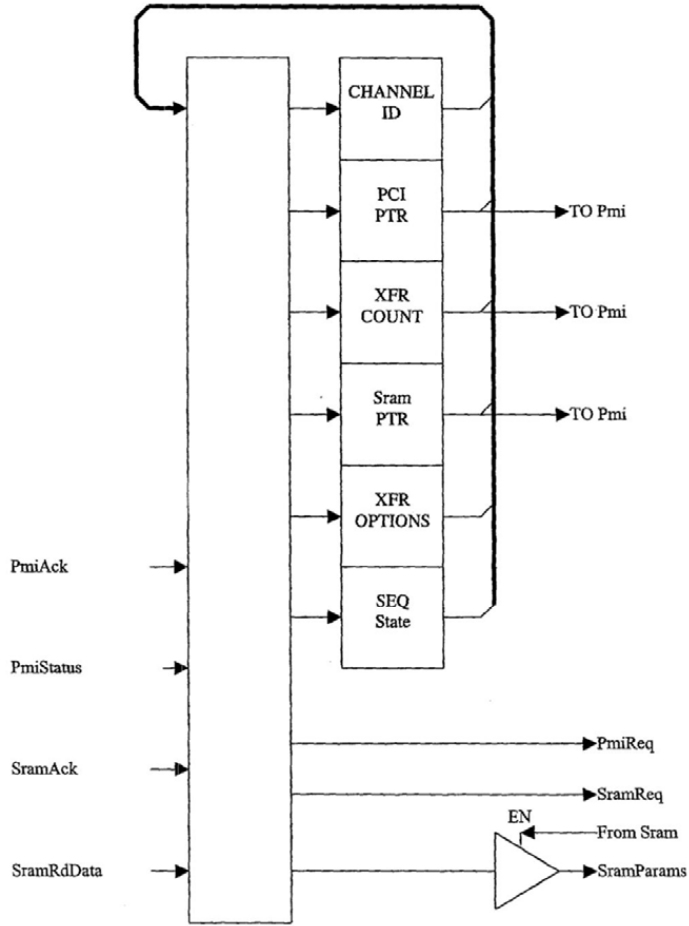 CHANNEL
ID
PCI
PTR
TO Pmi
XFR
COUNT
TO Pmi
Sram
PTR
TO Pmi
XFR
OPTIONS
PmiAck
SEQ
State
PmiStatus
PmiReq
SramAck
SramReq
EN
From Sram
SramRdData
SramParams